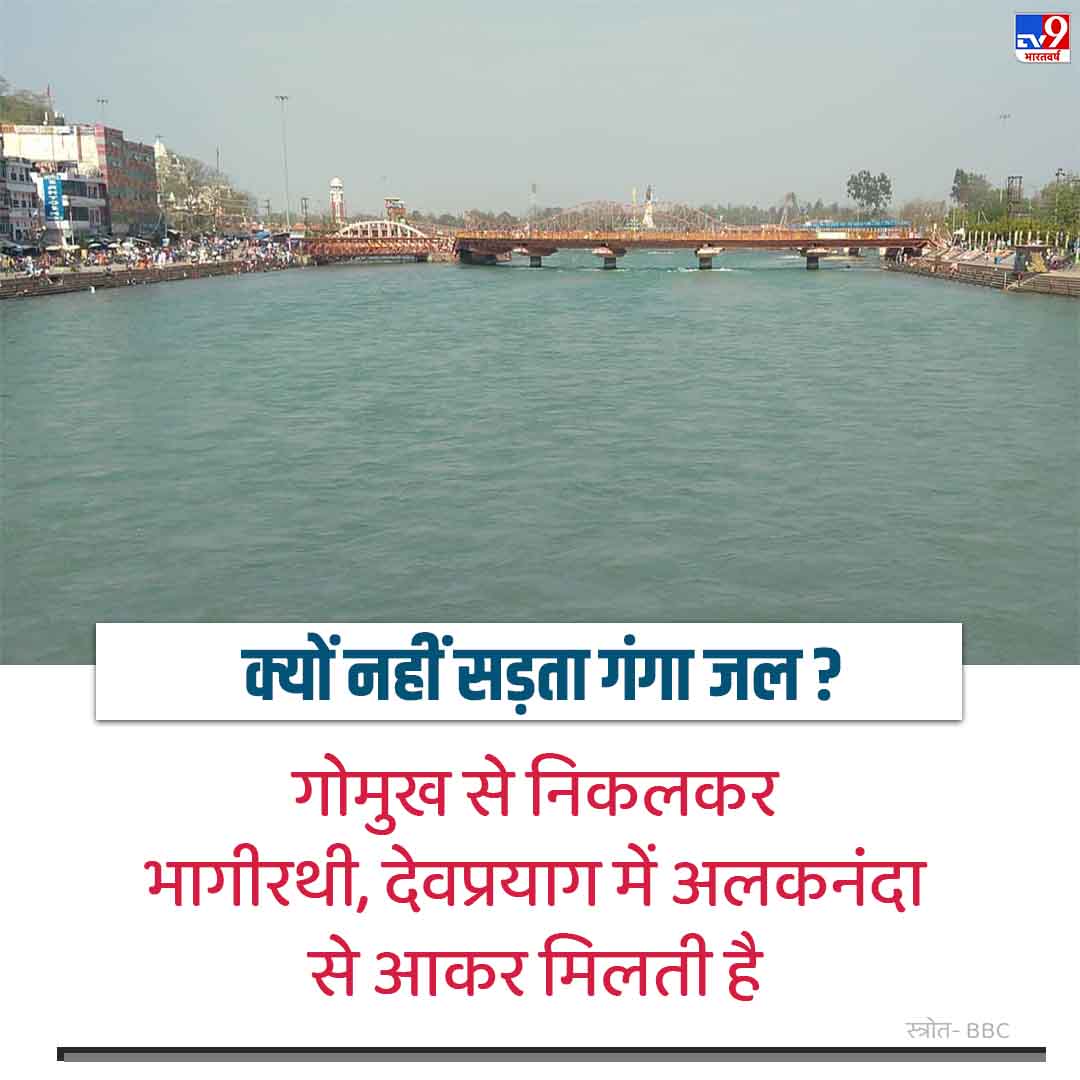 TV9
भारतवर्ष
क्यों नहीं सड़ता गंगा जल ?
गोमुख से निकलकर
भागीरथी, देवप्रयाग में अलकनंदा
से आकर मिलती है
स्त्रोत- BBC